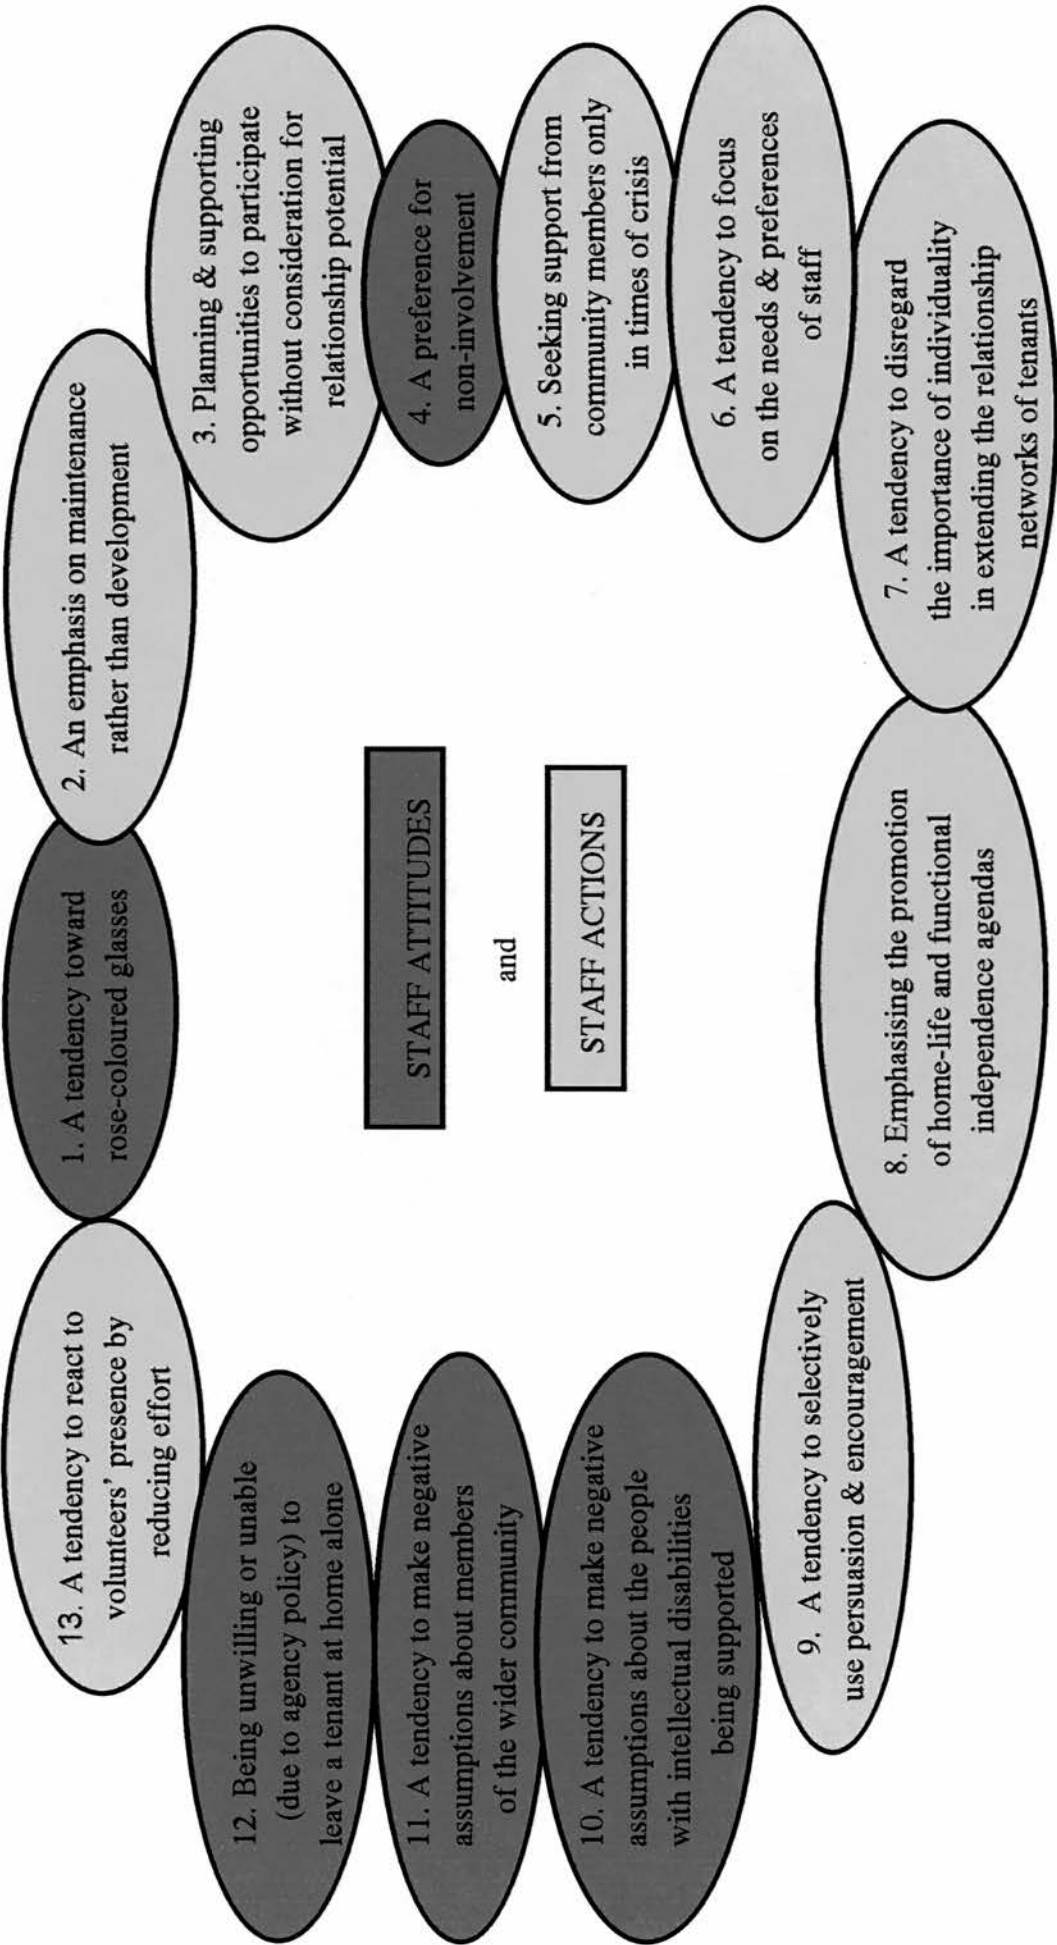 1. A tendency toward
rose-coloured glasses
2. An emphasis on maintenance
rather than development
3. Planning & supporting
opportunities to participate
without consideration for
relationship potential
4. A preference for
non-involvement
5. Seeking support from
community members only
in times of crisis
6. A tendency to focus
on the needs & preferences
of staff
7. A tendency to disregard
the importance of individuality
in extending the relationship
networks of tenants
8. Emphasising the promotion
of home-life and functional
independence agendas
9. A tendency to selectively
use persuasion & encouragement
10. A tendency to make negative
assumptions about the people
with intellectual disabilities
being supported
11. A tendency to make negative
assumptions about members
of the wider community
12. Being unwilling or unable
(due to agency policy) to
leave a tenant at home alone
13. A tendency to react to
volunteers’ presence by
reducing effort
STAFF ATTITUDES
and
STAFF ACTIONS